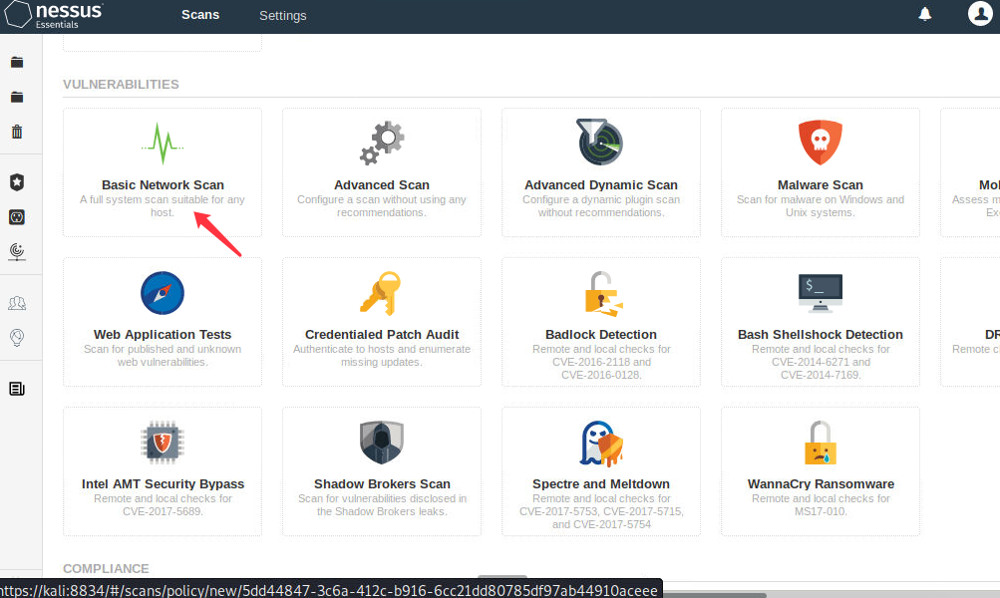 nessus
Essentials
Scans
Settings
VULNERABILITIES
Basic Network Scan
A full system scan suitable for any
host.
Advanced Scan
Configure a scan without using any
recommendations.
Advanced Dynamic Scan
Configure a dynamic plugin scan
without recommendations.
Malware Scan
Scan for malware on Windows and
Unix systems.
Mol
Assess m
Ex
Web Application Tests
Scan for published and unknown
web vulnerabilities.
Credentialed Patch Audit
Authenticate to hosts and enumerate
missing updates.
Badlock Detection
Remote and local checks for
CVE-2016-2118 and
CVE-2016-0128.
$_
Bash Shellshock Detection
Remote and local checks for
CVE-2014-6271 and
CVE-2014-7169.
DR
Remote c
Intel AMT Security Bypass
Remote and local checks for
CVE-2017-5689.
Shadow Brokers Scan
Scan for vulnerabilities disclosed in
the Shadow Brokers leaks.
Spectre and Meltdown
Remote and local checks for
CVE-2017-5753, CVE-2017-5715,
and CVE-2017-5754
WannaCry Ransomware
Remote and local checks for
MS17-010.
COMPLIANCE
https://kali:8834/#/scans/policy/new/5dd44847-3c6a-412c-b916-6cc21dd80785df97ab44910aceee